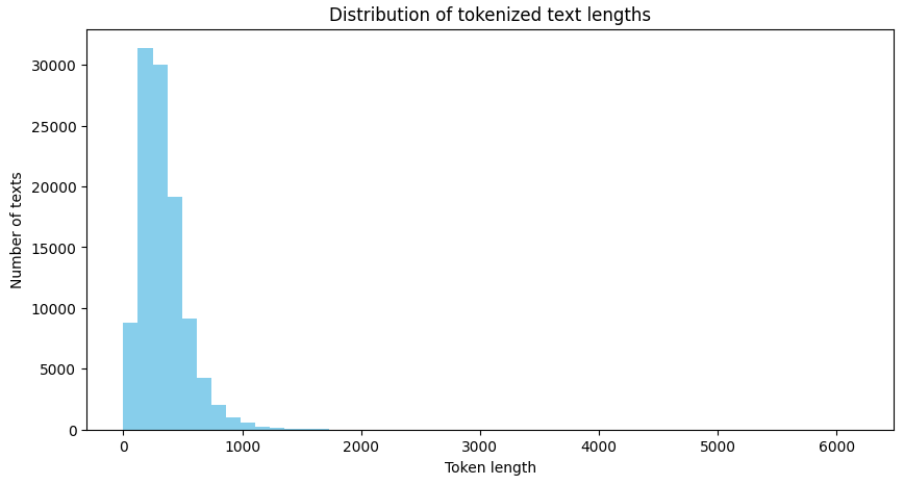 Distribution of tokenized text lengths
Number of texts
30000
25000
20000
15000
10000
5000
0
0 1000 2000 3000 4000 5000 6000
Token length